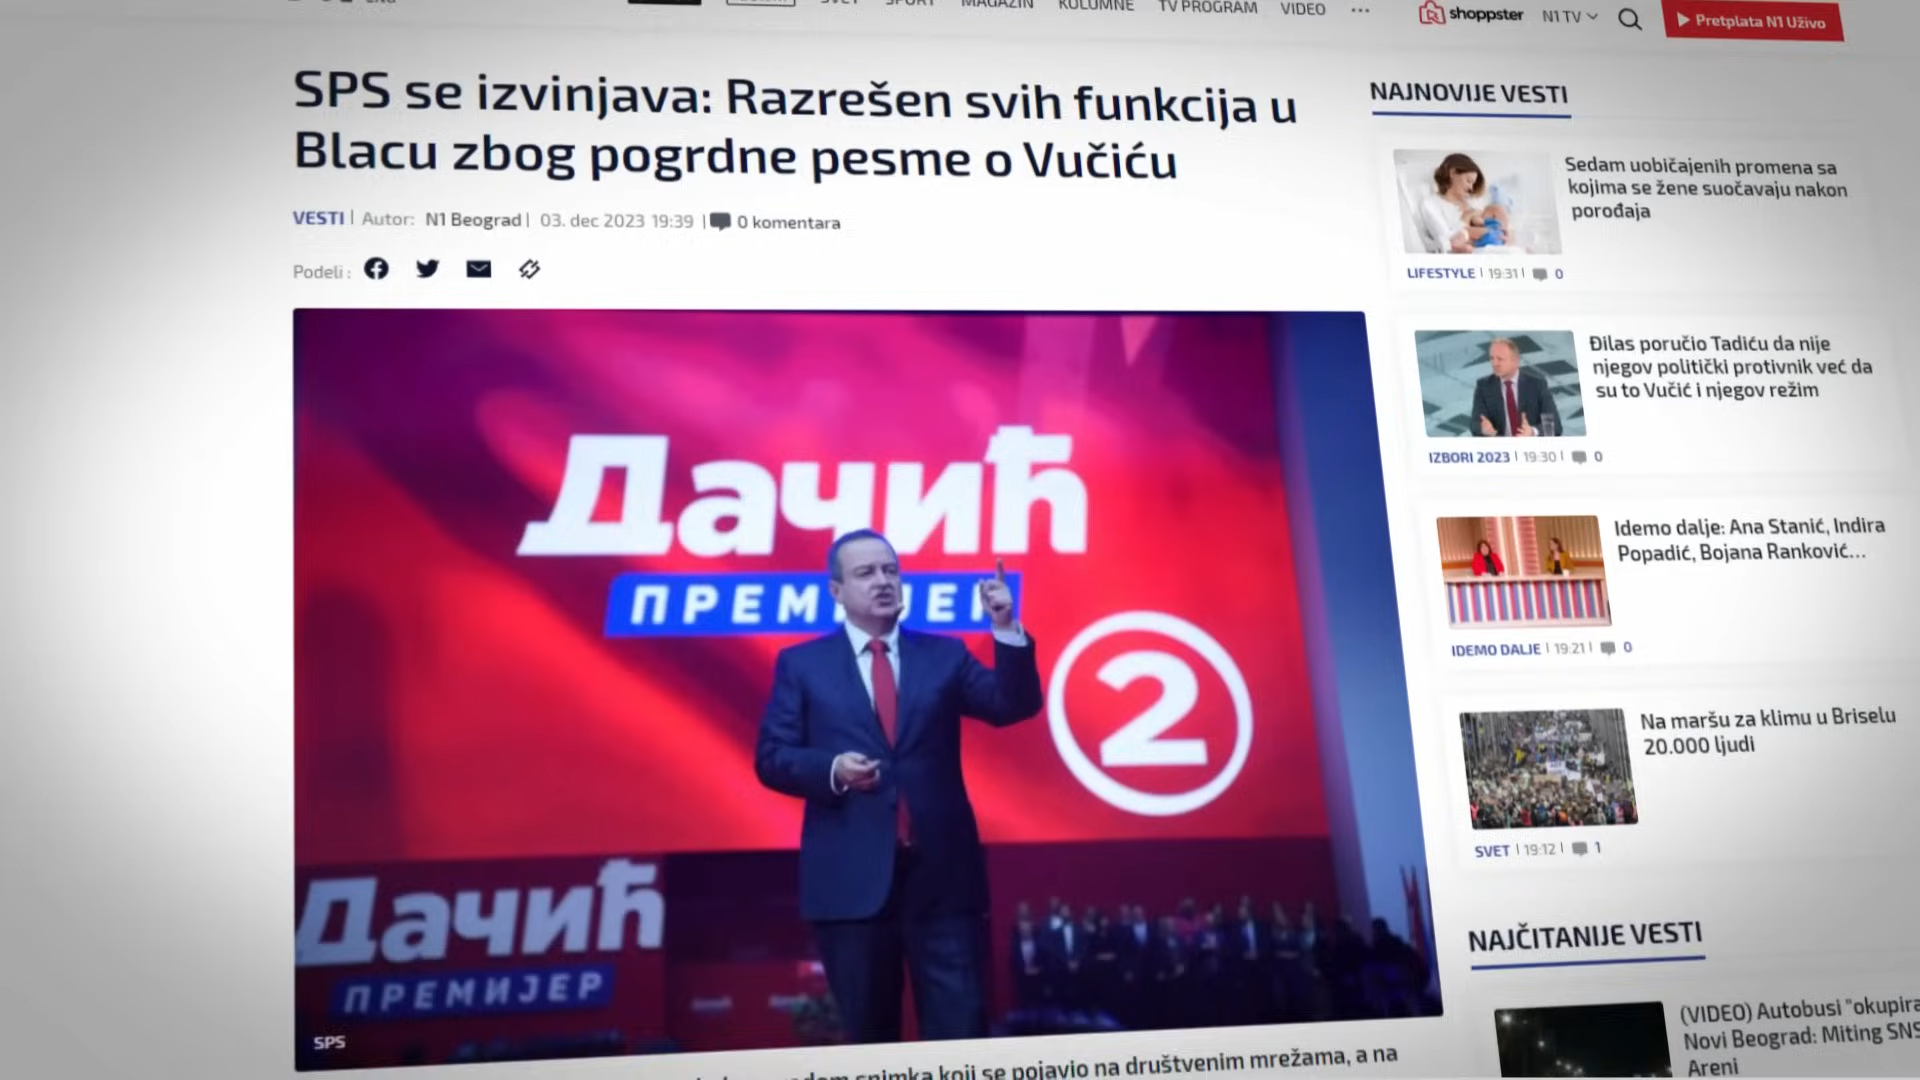 SVET SPORT MAGAZIN KOLUMNE TV PROGRAM VIDEO ...
shoppster N1 TV Pretplata N1 Uživo
SPS se izvinjava: Razrešen svih funkcija u
Blacu zbog pogrdne pesme o Vučiću
VESTI | Autor: N1 Beograd | 03. dec 2023 19:39 | 0 komentara
Podeli :
Дачић
ПРЕМИЈЕР
2
Дачић
ПРЕМИЈЕР
SPS
snimka koji se pojavio na društvenim mrežama, a na
NAJNOVIJE VESTI
Sedam uobičajenih promena sa
kojima se žene suočavaju nakon
porođaja
LIFESTYLE | 19:31 | 0
Đilas poručio Tadiću da nije
njegov politički protivnik već da
su to Vučić i njegov režim
IZBORI 2023 | 19:30 | 0
Idemo dalje: Ana Stanić, Indira
Popadić, Bojana Ranković...
IDEMO DALJE | 19:21 | 0
Na maršu za klimu u Briselu
20.000 ljudi
SVET | 19:12 | 1
NAJČITANIJE VESTI
(VIDEO) Autobusi "okupira
Novi Beograd: Miting SNS
Areni